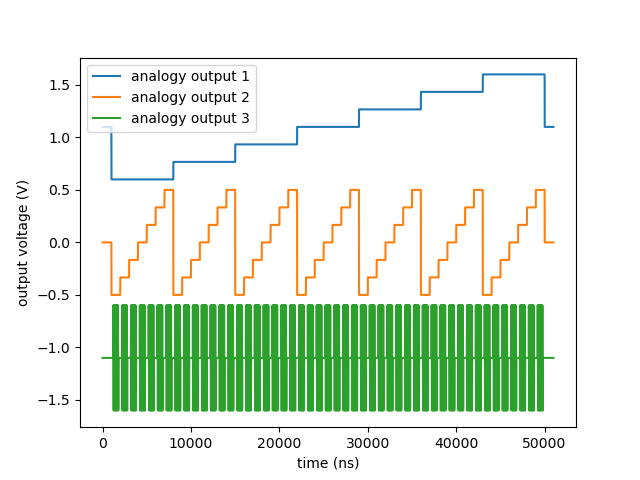 analogy output 1
analogy output 2
analogy output 3
output voltage (V)
1.5
1.0
0.5
0.0
−0.5
−1.0
−1.5
0 10000 20000 30000 40000 50000
time (ns)